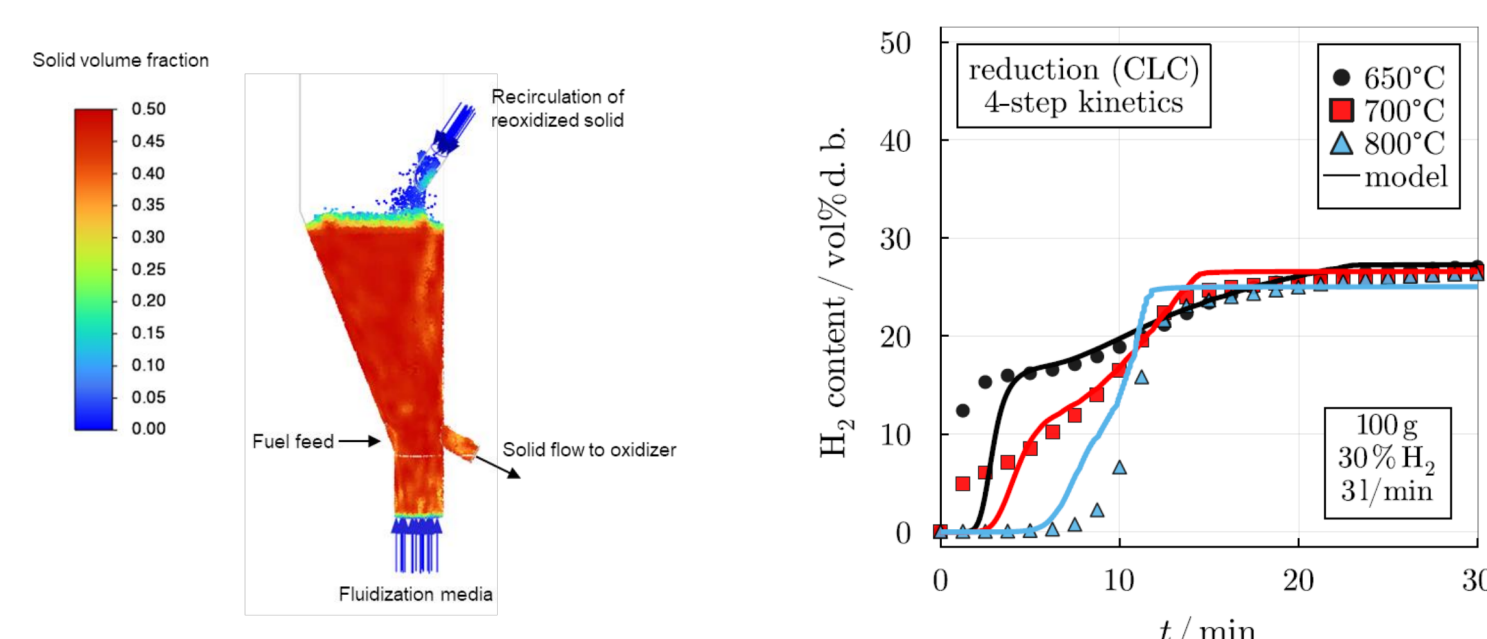 Solid volume fraction
0.50
0.45
0.40
0.35
0.30
0.25
0.20
0.15
0.10
0.05
0.00
Recirculation of
reoxidized solid
Fuel feed
Solid flow to oxidizer
Fluidization media
H₂ content / vol% d. b.
50
40
30
20
10
0
reduction (CLC)
4-step kinetics
650°C
700°C
800°C
model
100 g
30 % H₂
3 l/min
0 10 20 30
t / min